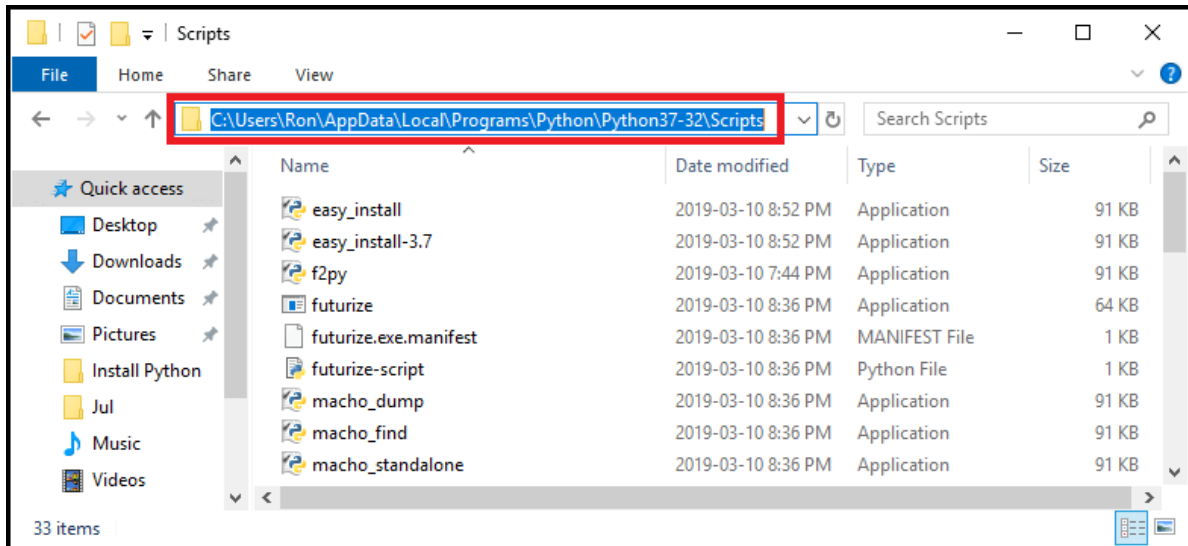 Scripts
File Home Share View
C:\Users\Ron\AppData\Local\Programs\Python\Python37-32\Scripts Search Scripts
Name Date modified Type Size
Quick access
Desktop
Downloads
Documents
Pictures
Install Python
Jul
Music
Videos
easy_install 2019-03-10 8:52 PM Application 91 KB
easy_install-3.7 2019-03-10 8:52 PM Application 91 KB
f2py 2019-03-10 7:44 PM Application 91 KB
futurize 2019-03-10 8:36 PM Application 64 KB
futurize.exe.manifest 2019-03-10 8:36 PM MANIFEST File 1 KB
futurize-script 2019-03-10 8:36 PM Python File 1 KB
macho_dump 2019-03-10 8:36 PM Application 91 KB
macho_find 2019-03-10 8:36 PM Application 91 KB
macho_standalone 2019-03-10 8:36 PM Application 91 KB
33 items